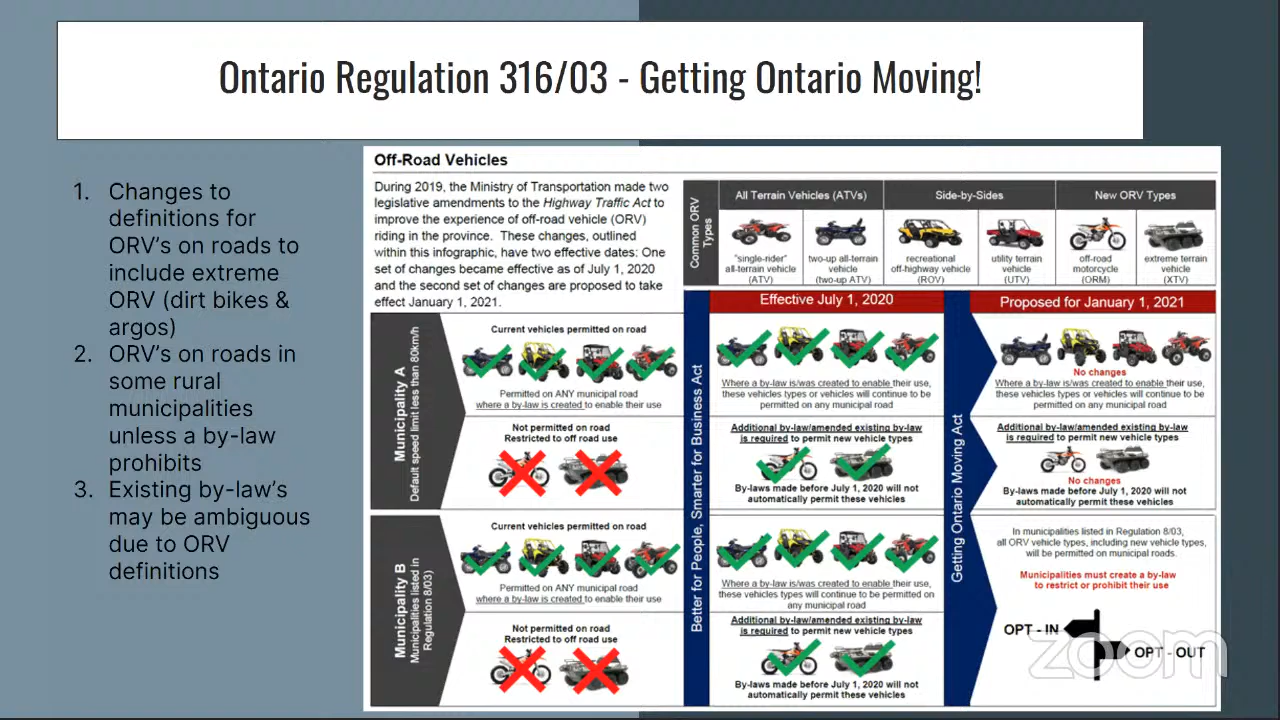 Ontario Regulation 316/03 - Getting Ontario Moving!
1. Changes to
definitions for
ORV's on roads to
include extreme
ORV (dirt bikes &
argos)
2. ORV's on roads in
some rural
municipalities
unless a by-law
prohibits
3. Existing by-law's
may be ambiguous
due to ORV
definitions
Off-Road Vehicles
During 2019, the Ministry of Transportation made two
legislative amendments to the Highway Traffic Act to
improve the experience of off-road vehicle (ORV)
riding in the province. These changes, outlined
within this infographic, have two effective dates: One
set of changes became effective as of July 1, 2020
and the second set of changes are proposed to take
effect January 1, 2021.
Common ORV
Types
All Terrain Vehicles (ATVs)
Side-by-Sides
New ORV Types
"single-rider"
all-terrain vehicle
(ATV)
two-up all-terrain
vehicle
(two-up ATV)
recreational
off-highway vehicle
(ROV)
utility terrain
vehicle
(UTV)
off-road
motorcycle
(ORM)
extreme terrain
vehicle
(XTV)
Effective July 1, 2020
Proposed for January 1, 2021
Municipality A
Default speed limit less than 80km/h
Current vehicles permitted on road
Permitted on ANY municipal road
where a by-law is created to enable their use
Not permitted on road
Restricted to off road use
Better for People, Smarter for Business Act
Where a by-law is/was created to enable their use,
these vehicles types or vehicles will continue to be
permitted on any municipal road
Additional by-law/amended existing by-law
is required to permit new vehicle types
By-laws made before July 1, 2020 will not
automatically permit these vehicles
Getting Ontario Moving Act
No changes
Where a by-law is/was created to enable their use,
these vehicles types or vehicles will continue to be
permitted on any municipal road
Additional by-law/amended existing by-law
is required to permit new vehicle types
No changes
By-laws made before July 1, 2020 will not
automatically permit these vehicles
Municipality B
Municipalities listed in
Regulation 8/03)
Current vehicles permitted on road
Permitted on ANY municipal road
where a by-law is created to enable their use
Not permitted on road
Restricted to off road use
Where a by-law is/was created to enable their use,
these vehicles types will continue to be permitted on
any municipal road
Additional by-law/amended existing by-law
is required to permit new vehicle types
By-laws made before July 1, 2020 will not
automatically permit these vehicles
In municipalities listed in Regulation 8/03,
all ORV vehicle types, including new vehicle types,
will be permitted on municipal roads.
Municipalities must create a by-law
to restrict or prohibit their use
OPT - IN
OPT - OUT
zoom